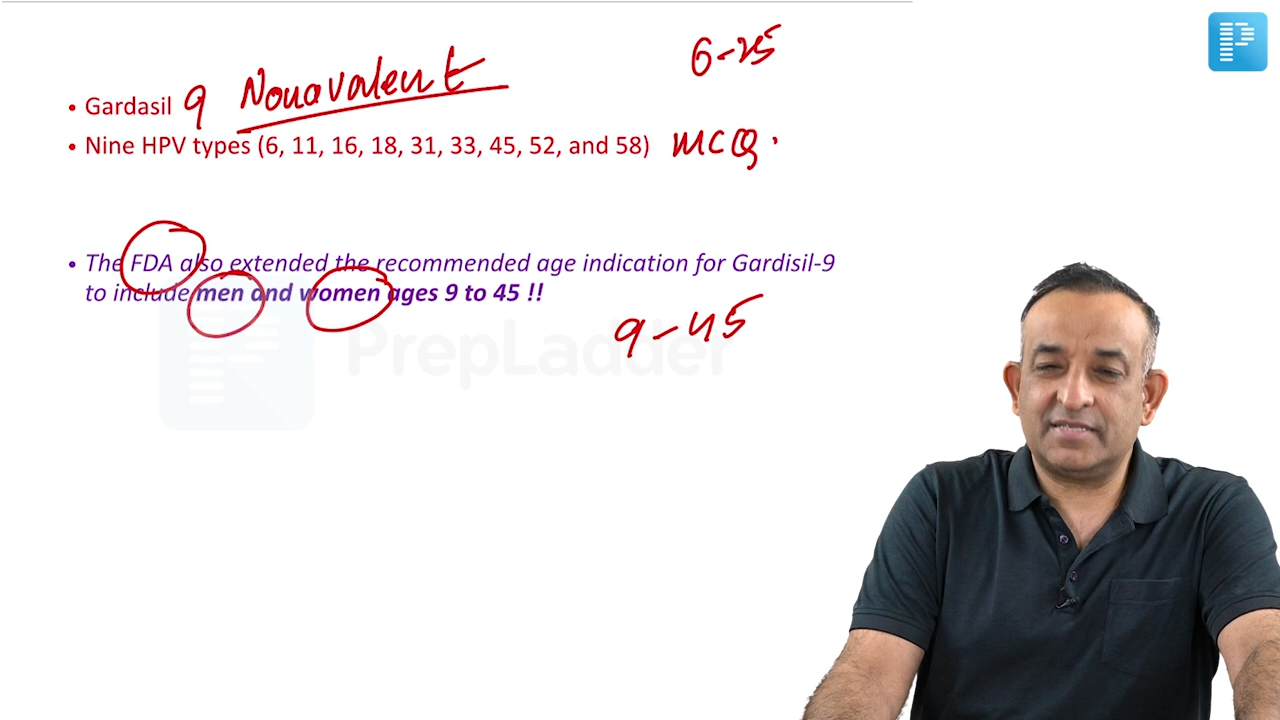 6-25
• Gardasil 9 Nonavalent
• Nine HPV types (6, 11, 16, 18, 31, 33, 45, 52, and 58) MCQ.
• The FDA also extended the recommended age indication for Gardisil-9
to include men and women ages 9 to 45 !!
9-45
PrepLadder